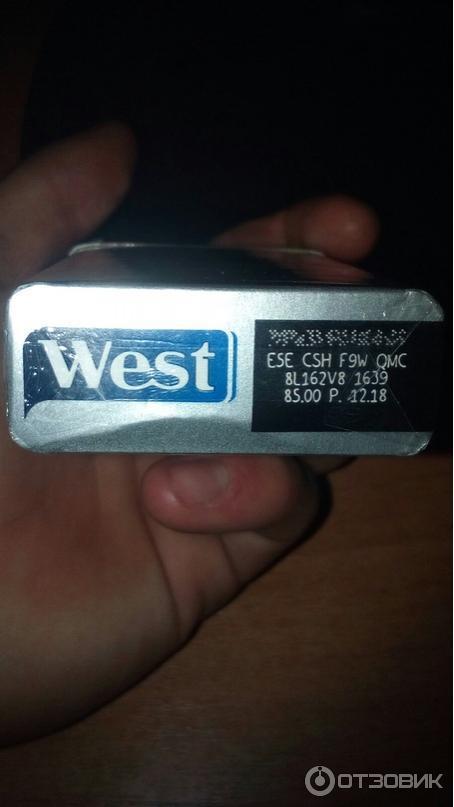 West
ESE CSH F9W QMC
8L162V8 1639
85.00 Р. 12.18
ОТЗОВИК